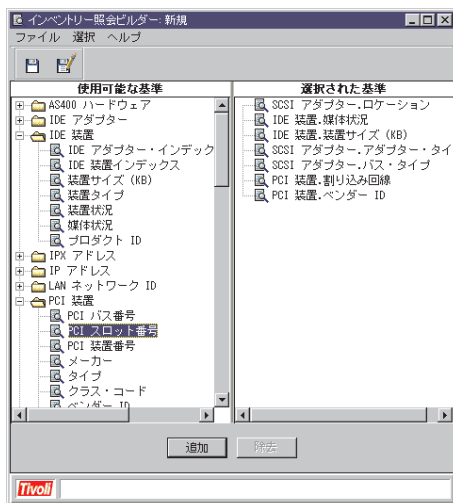 インベントリー照会ビルダー: 新規
ファイル 選択 ヘルプ
使用可能な基準
AS400 ハードウェア
IDE アダプター
IDE 装置
IDE アダプター・インデック
IDE 装置インデックス
装置サイズ (KB)
装置タイプ
装置状況
媒体状況
プロダクト ID
IPX アドレス
IP アドレス
LAN ネットワーク ID
PCI 装置
PCI バス番号
PCI スロット番号
PCI 装置番号
メーカー
タイプ
クラス・コード
ベンダー ID
選択された基準
SCSI アダプター.ロケーション
IDE 装置.媒体状況
IDE 装置.装置サイズ (KB)
SCSI アダプター.アダプター・タイ
SCSI アダプター.バス・タイプ
PCI 装置.割り込み回線
PCI 装置.ベンダー ID
追加
除去
Tivoli